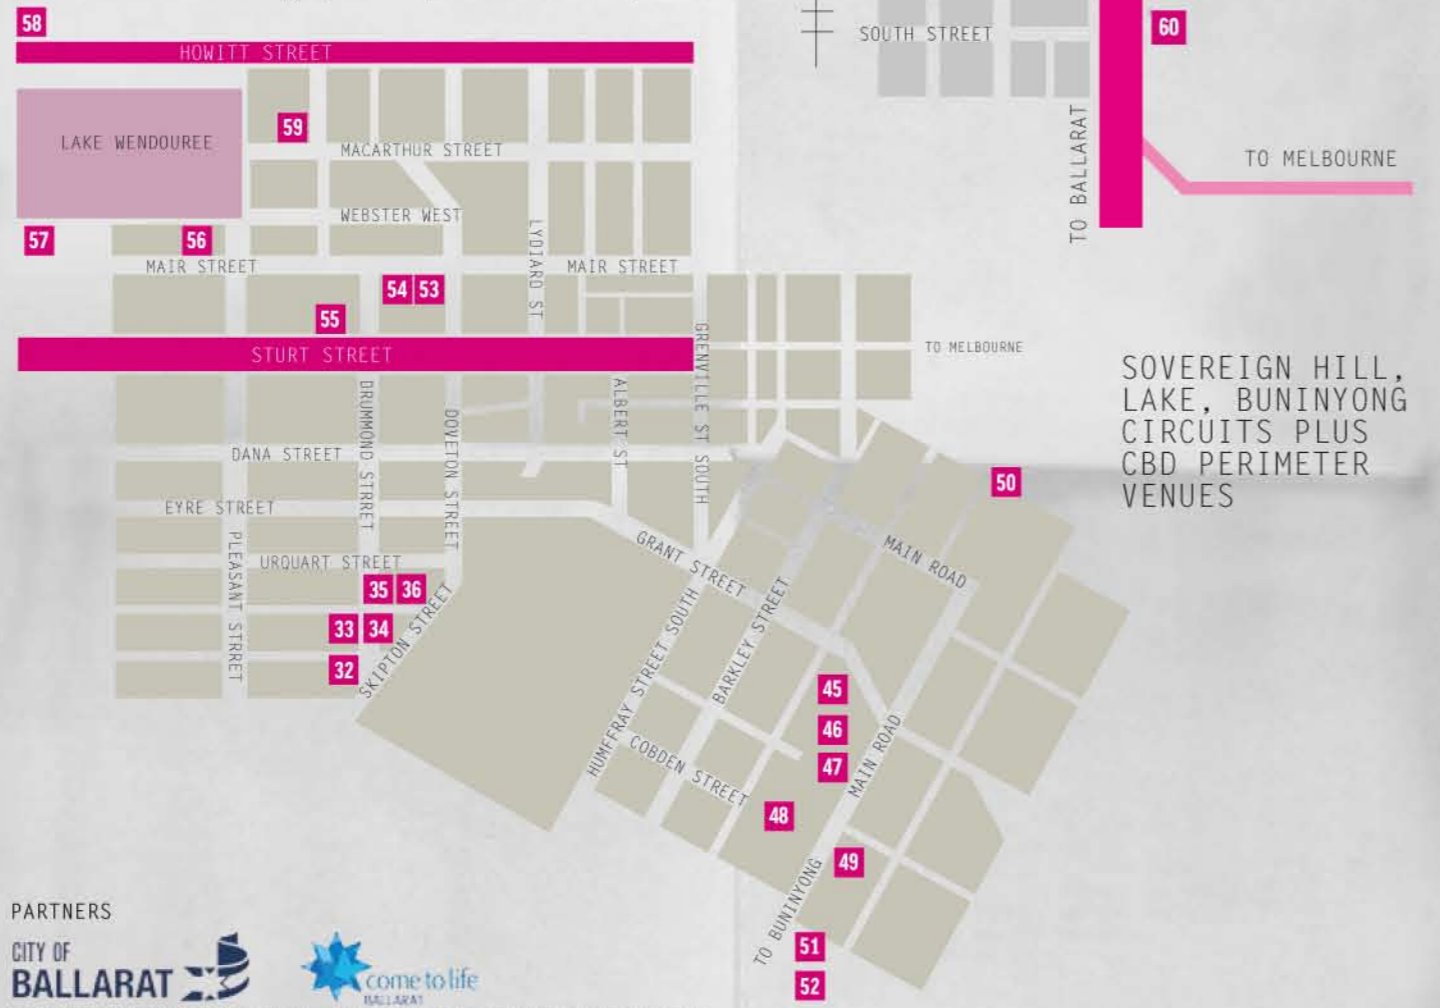 58
HOWITT STREET
SOUTH STREET
60
LAKE WENDOUREE
59
MACARTHUR STREET
TO BALLARAT
TO MELBOURNE
WEBSTER WEST
57
56
LYDIARD ST
MAIR STREET
MAIR STREET
54
53
55
STURT STREET
GRENVILLE ST SOUTH
TO MELBOURNE
SOVEREIGN HILL,
LAKE, BUNINYONG
CIRCUITS PLUS
CBD PERIMETER
VENUES
DRUMMOND STRRET
DOVETON STREET
ALBERT ST
DANA STREET
50
EYRE STREET
PLEASANT STRRET
URQUART STREET
GRANT STREET
MAIN ROAD
35
36
33
34
32
SKIPTON STREET
HUMFFRAY STREET SOUTH
BARKLEY STREET
45
46
47
MAIN ROAD
COBDEN STREET
48
49
TO BUNINYONG
51
52
PARTNERS
CITY OF
BALLARAT
come to life
BALLARAT